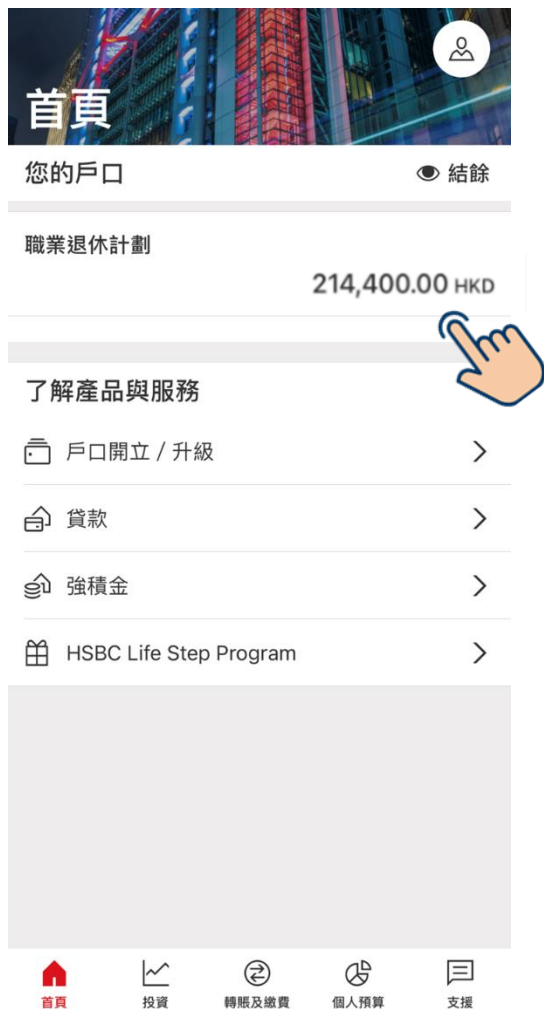 首頁
您的戶口 結餘
職業退休計劃
214,400.00 HKD
了解產品與服務
戶口開立 / 升級
貸款
強積金
HSBC Life Step Program
首頁 投資 轉賬及繳費 個人預算 支援